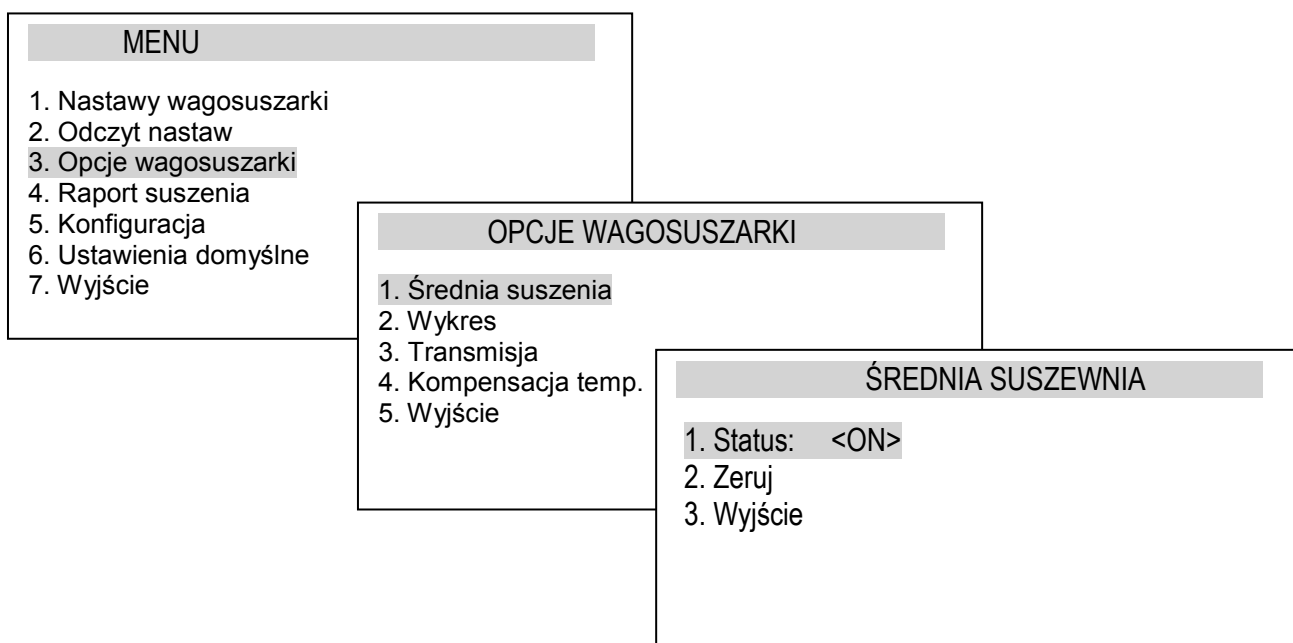 MENU
1. Nastawy wagosuszarki
2. Odczyt nastaw
3. Opcje wagosuszarki
4. Raport suszenia
5. Konfiguracja
6. Ustawienia domyślne
7. Wyjście
OPCJE WAGOSUSZARKI
1. Średnia suszenia
2. Wykres
3. Transmisja
4. Kompensacja temp.
5. Wyjście
ŚREDNIA SUSZEWNIA
1. Status: <ON>
2. Zeruj
3. Wyjście